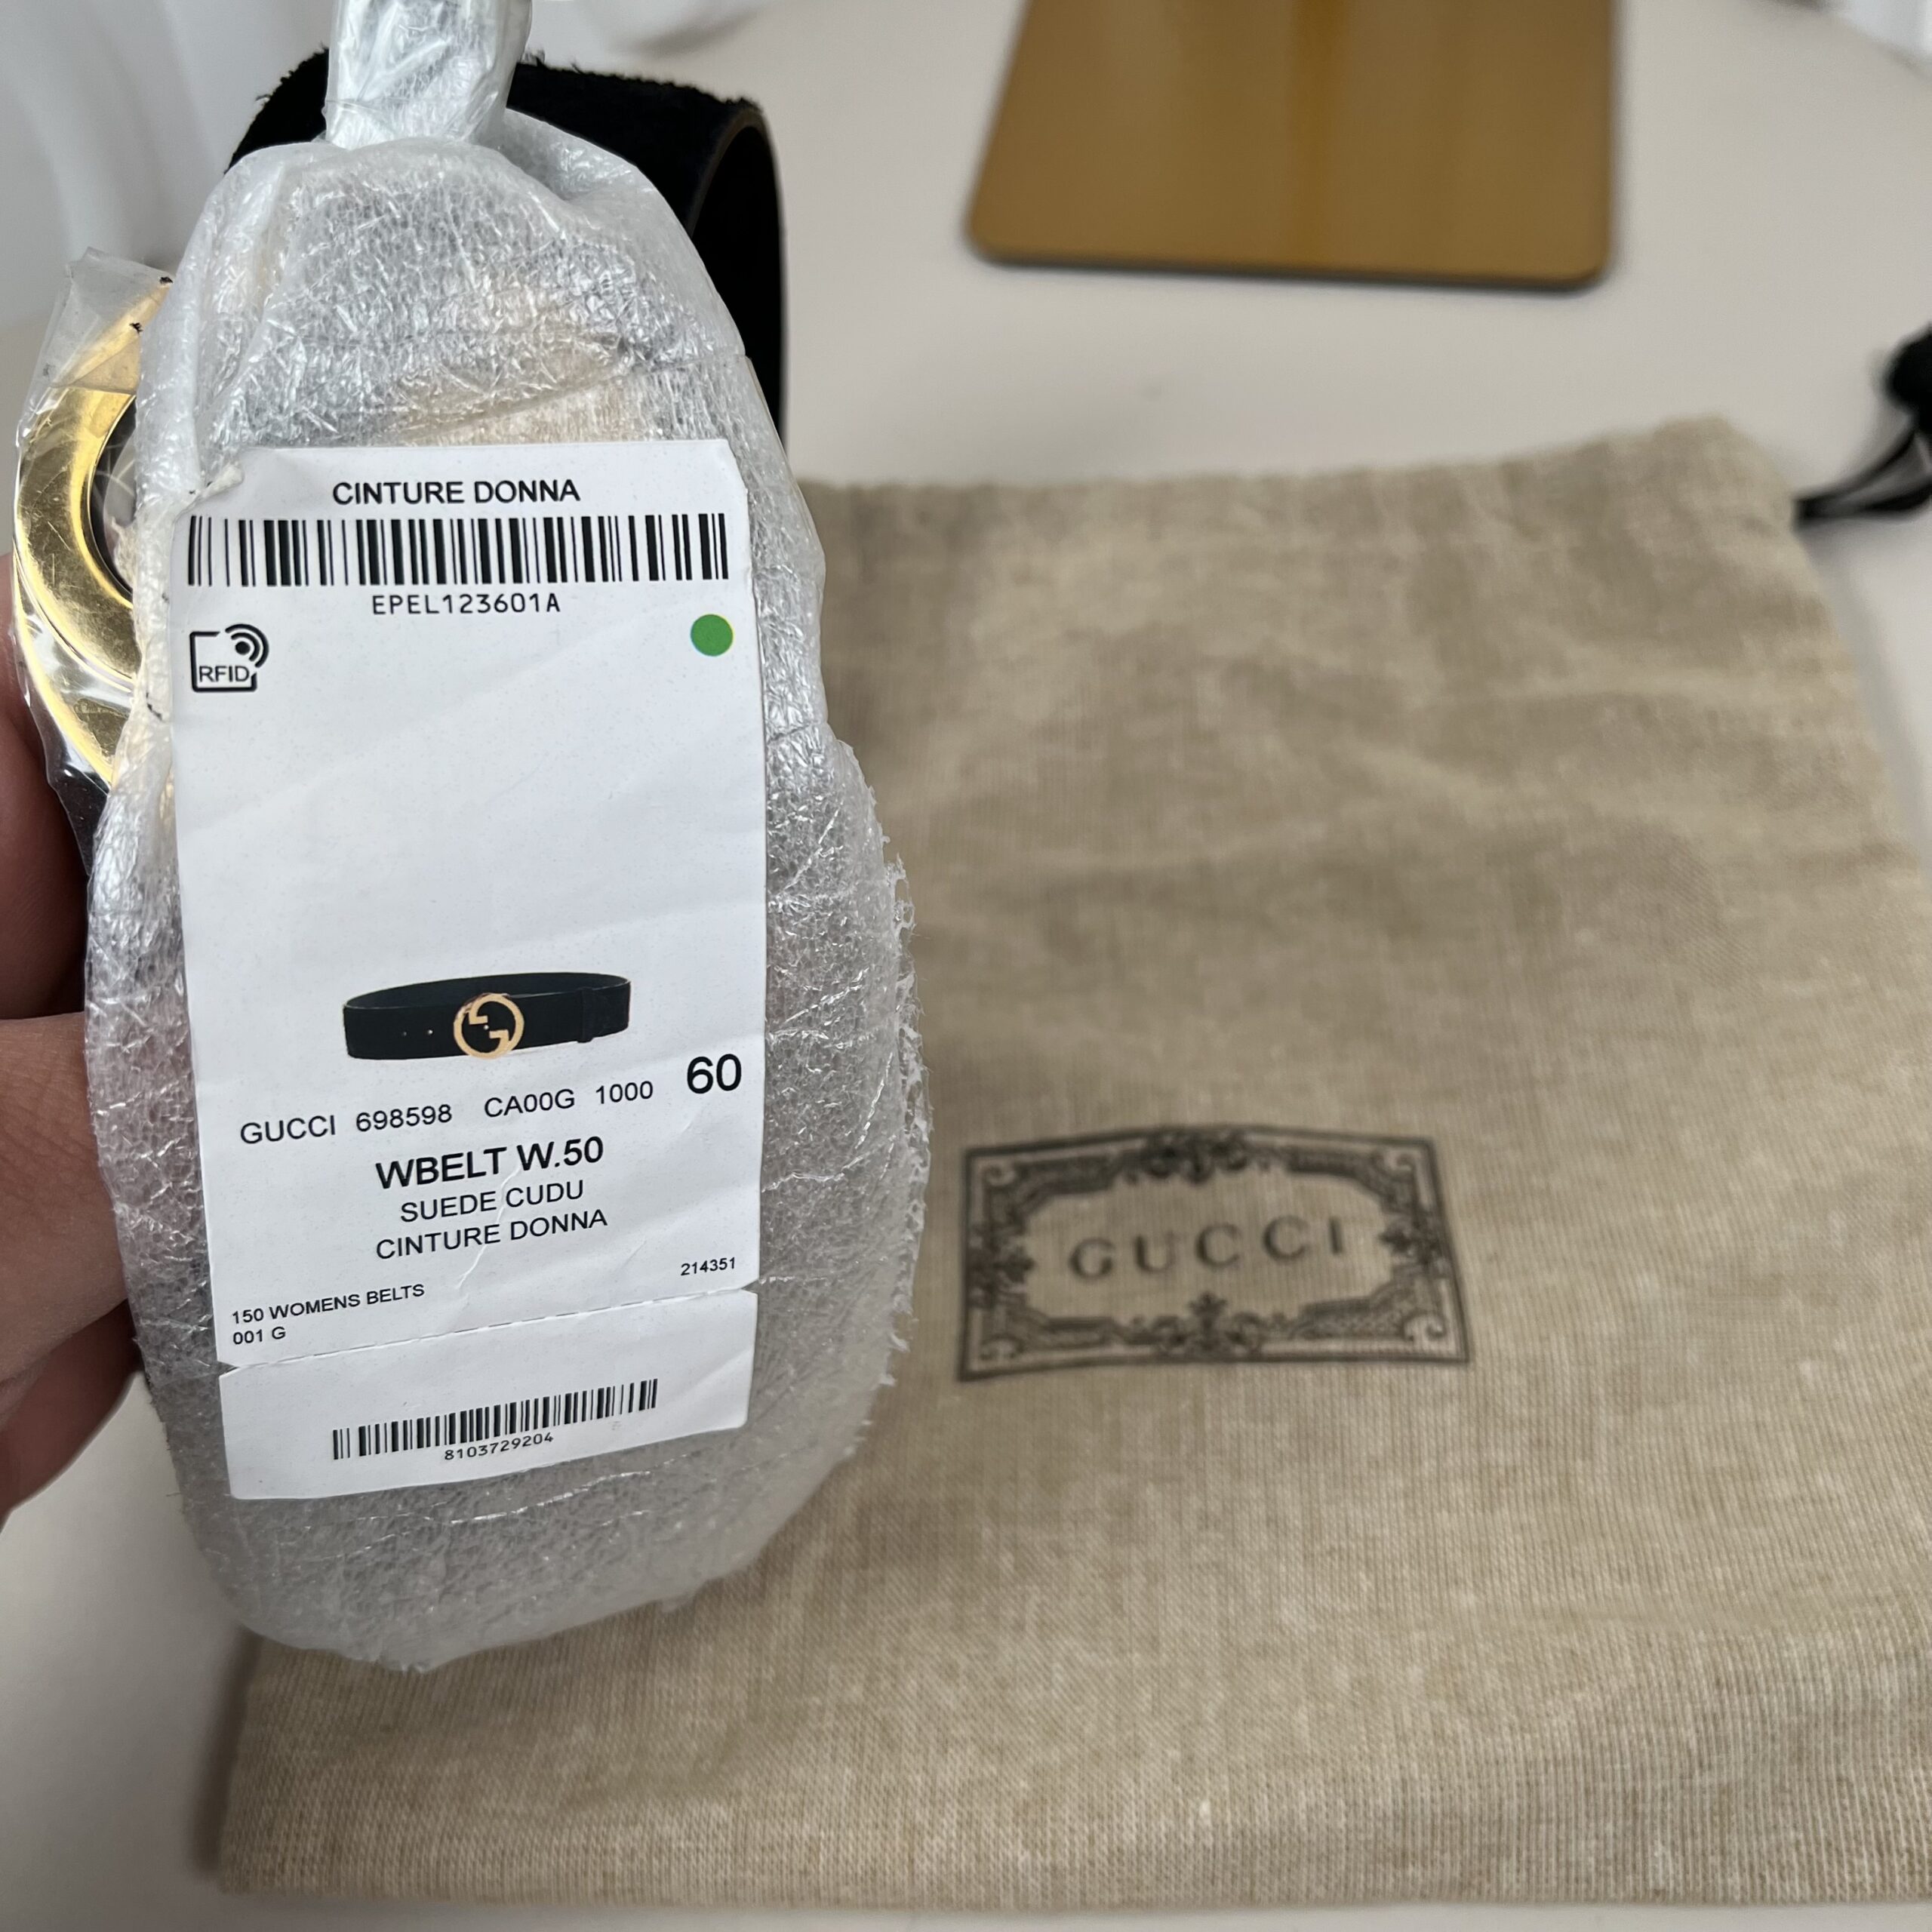 CINTURE DONNA
EPEL123601A
RFID
GUCCI 698598 CA00G 1000 60
WBELT W.50
SUEDE CUDU
CINTURE DONNA
214351
150 WOMENS BELTS
001 G
8103729204
GUCCI